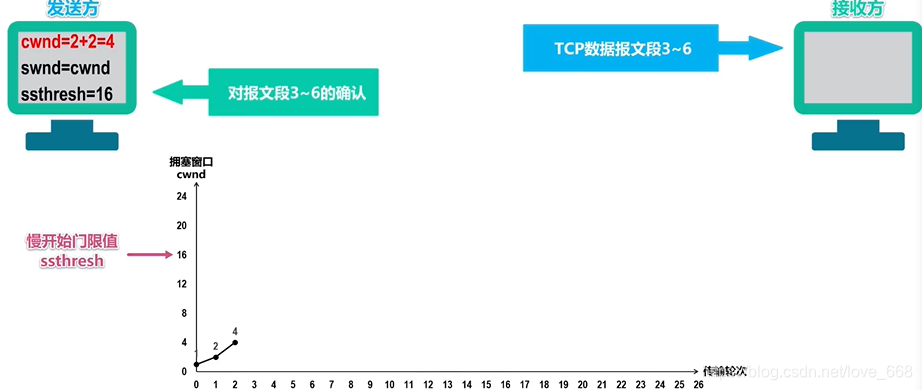 发送方
接收方
cwnd=2+2=4
swnd=cwnd
ssthresh=16
TCP数据报文段3~6
对报文段3~6的确认
拥塞窗口
cwnd
24
20
慢开始门限值
ssthresh
16
12
8
4
0
1
2
4
0 1 2 3 4 5 6 7 8 9 10 11 12 13 14 15 16 17 18 19 20 21 22 23 24 25 26
传输轮次
blog.csdn.net/love_668